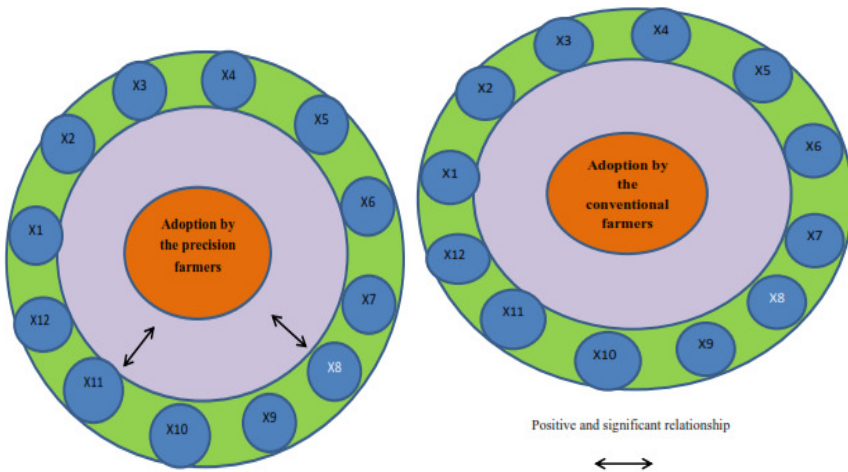 X1
X2
X3
X4
X5
X6
X7
X8
X9
X10
X11
X12
Adoption by
the precision
farmers
X1
X2
X3
X4
X5
X6
X7
X8
X9
X10
X11
X12
Adoption by
the
conventional
farmers
Positive and significant relationship